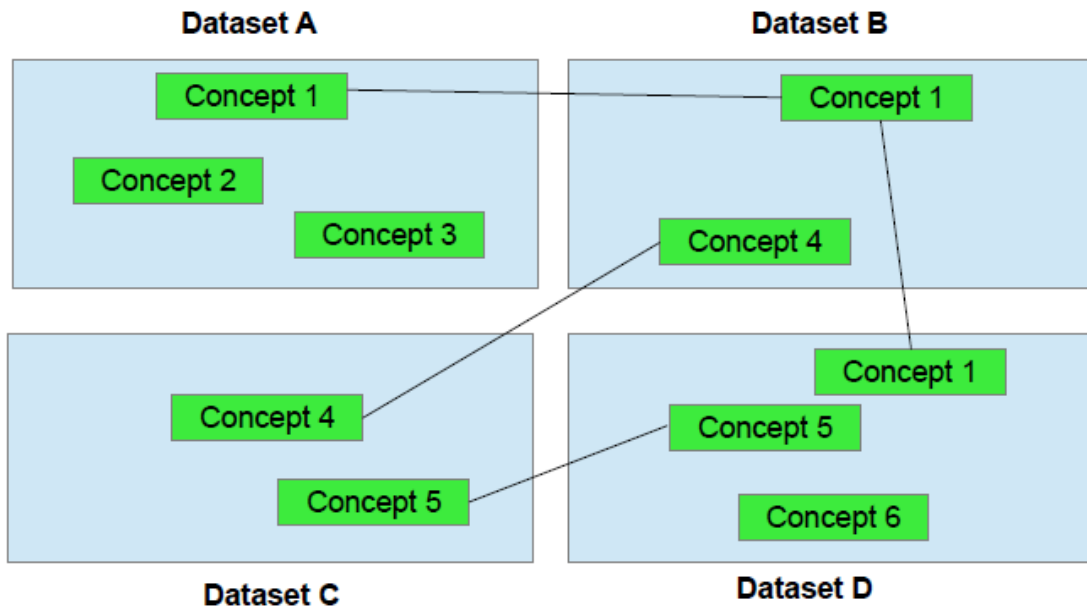 Dataset A
Dataset B
Concept 1
Concept 1
Concept 2
Concept 3
Concept 4
Concept 1
Concept 4
Concept 5
Concept 5
Concept 6
Dataset C
Dataset D